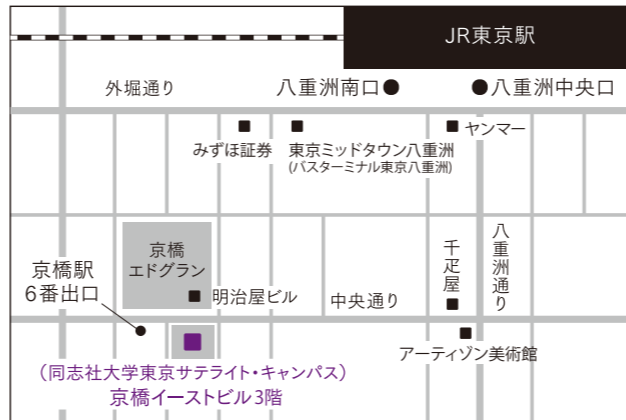 JR東京駅
外堀通り
八重洲南口
八重洲中央口
みずほ証券
東京ミッドタウン八重洲
(バスターミナル東京八重洲)
ヤンマー
京橋
エドグラン
京橋駅
6番出口
明治屋ビル
中央通り
千疋屋
八重洲通り
アーティゾン美術館
(同志社大学東京サテライト・キャンパス)
京橋イーストビル3階